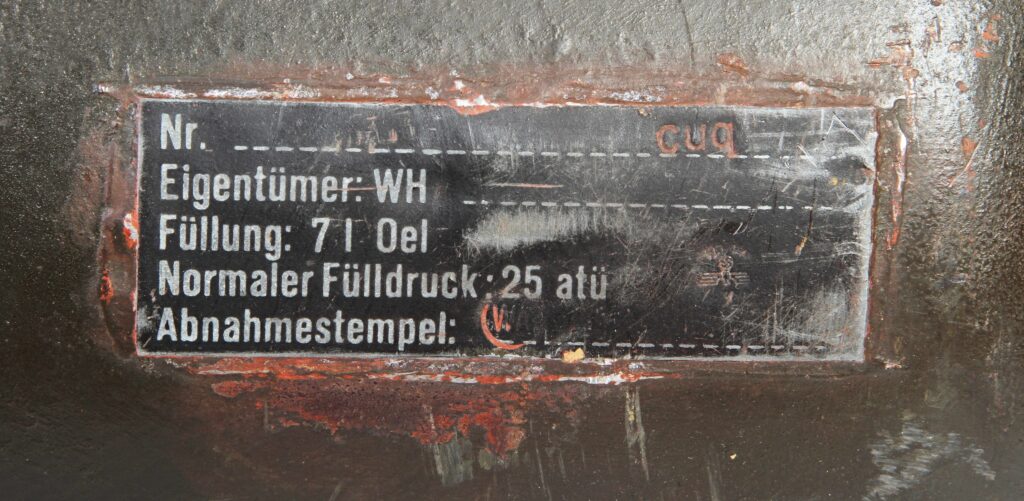 Nr. cuq
Eigentümer: WH
Füllung: 7 l Oel
Normaler Fülldruck: 25 atü
Abnahmestempel: V.